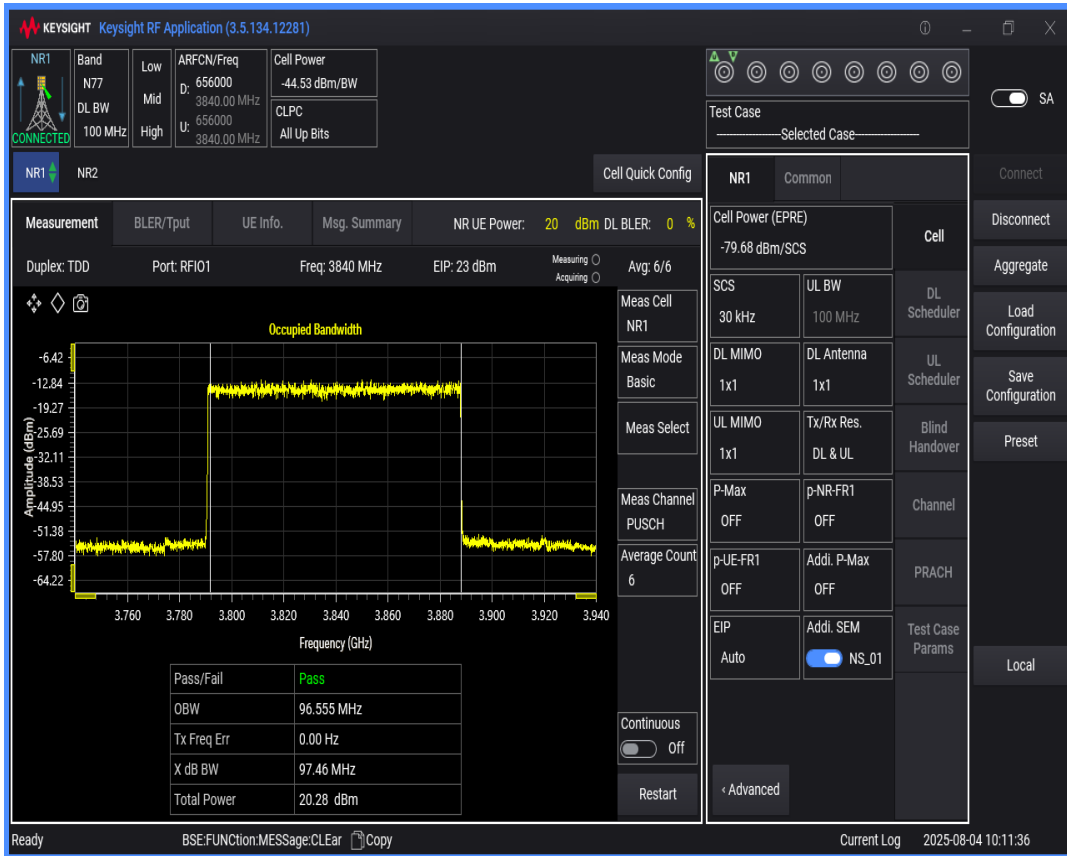 KEYSIGHT Keysight RF Application (3.5.134.12281)
NR1
CONNECTED
Band
N77
DL BW
100 MHz
Low
Mid
High
ARFCN/Freq
D: 656000
3840.00 MHz
U: 656000
3840.00 MHz
Cell Power
-44.53 dBm/BW
CLPC
All Up Bits
Test Case
--------------------Selected Case--------------------
SA
NR1
NR2
Cell Quick Config
Measurement
BLER/Tput
UE Info.
Msg. Summary
NR UE Power: 20 dBm DL BLER: 0 %
Duplex: TDD
Port: RFIO1
Freq: 3840 MHz
EIP: 23 dBm
Measuring
Acquiring
Avg: 6/6
Occupied Bandwidth
Amplitude (dBm)
-6.42
-12.84
-19.27
-25.69
-32.11
-38.53
-44.95
-51.38
-57.80
-64.22
3.760 3.780 3.800 3.820 3.840 3.860 3.880 3.900 3.920 3.940
Frequency (GHz)
Pass/Fail Pass
OBW 96.555 MHz
Tx Freq Err 0.00 Hz
X dB BW 97.46 MHz
Total Power 20.28 dBm
Meas Cell
NR1
Meas Mode
Basic
Meas Select
Meas Channel
PUSCH
Average Count
6
Continuous
Off
Restart
NR1
Common
Cell Power (EPRE)
-79.68 dBm/SCS
SCS
30 kHz
UL BW
100 MHz
DL MIMO
1x1
DL Antenna
1x1
UL MIMO
1x1
Tx/Rx Res.
DL & UL
P-Max
OFF
p-NR-FR1
OFF
p-UE-FR1
OFF
Addi. P-Max
OFF
EIP
Auto
Addi. SEM
NS_01
‹ Advanced
Cell
DL
Scheduler
UL
Scheduler
Blind
Handover
Channel
PRACH
Test Case
Params
Connect
Disconnect
Aggregate
Load
Configuration
Save
Configuration
Preset
Local
Ready
BSE:FUNCtion:MESSage:CLEar Copy
Current Log
2025-08-04 10:11:36